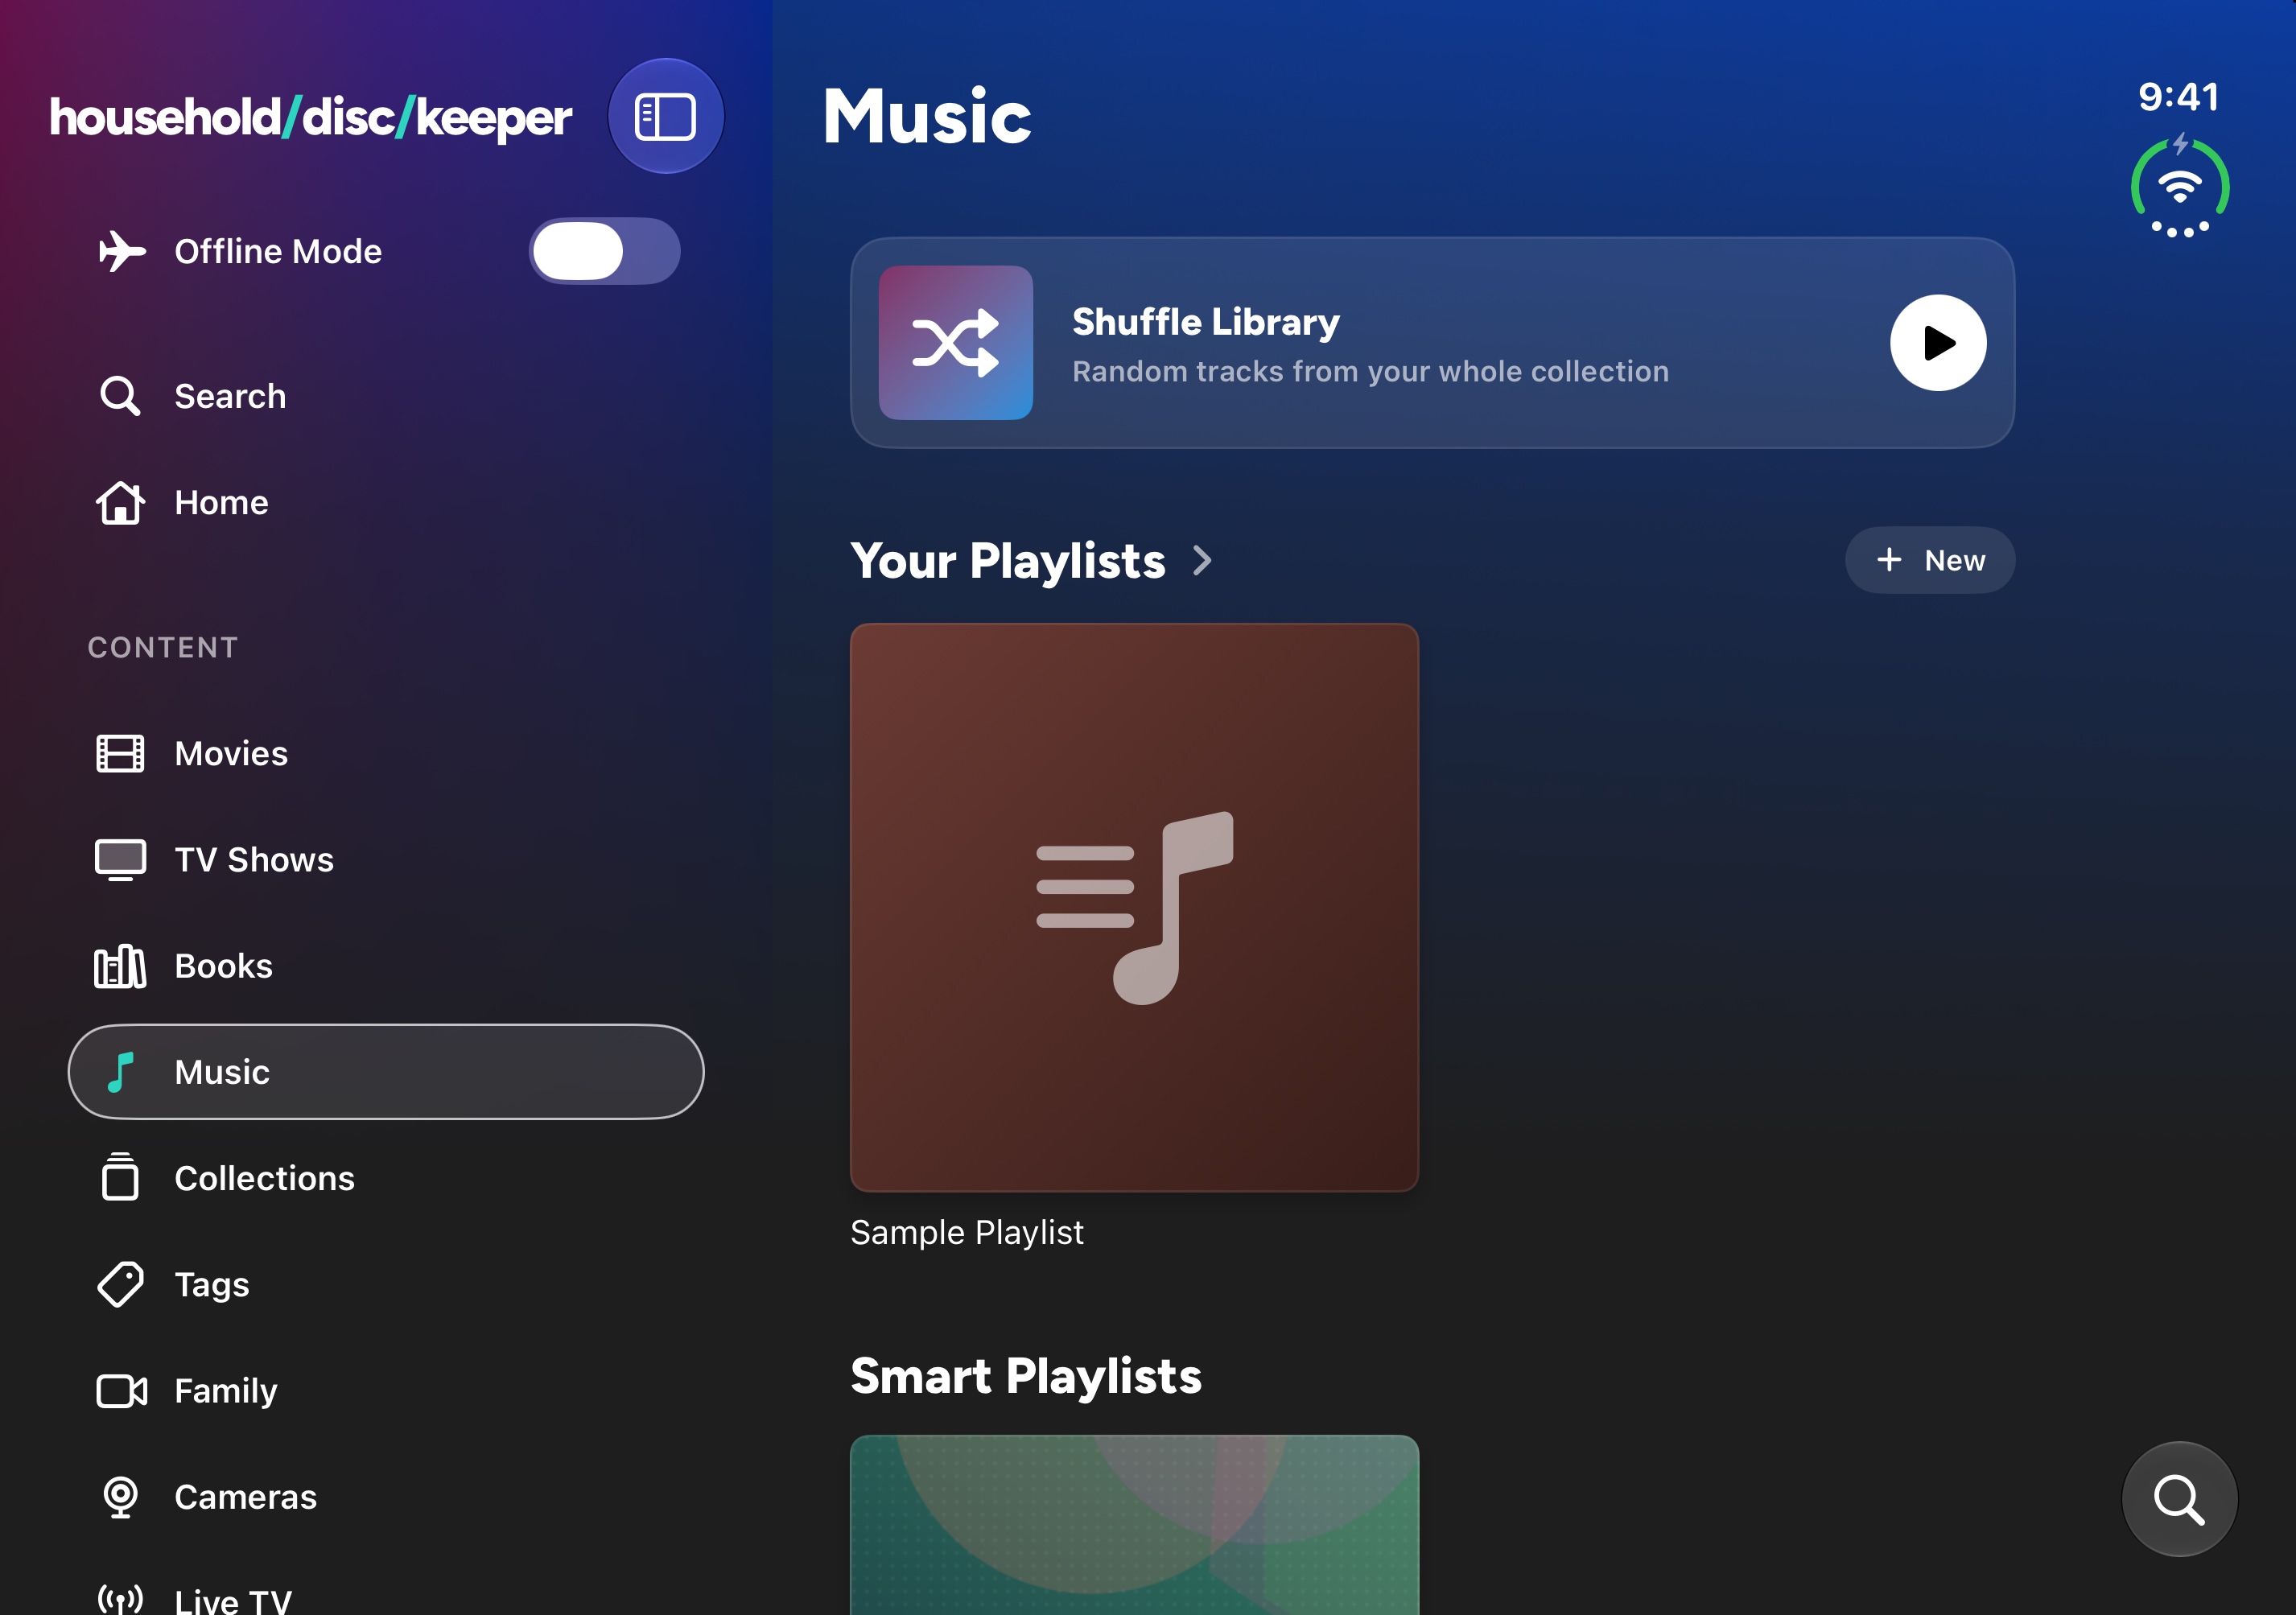 household/disc/keeper
Offline Mode
Search
Home
CONTENT
Movies
TV Shows
Books
Music
Collections
Tags
Family
Cameras
Live TV
Music
9:41
Shuffle Library
Random tracks from your whole collection
Your Playlists
New
Sample Playlist
Smart Playlists